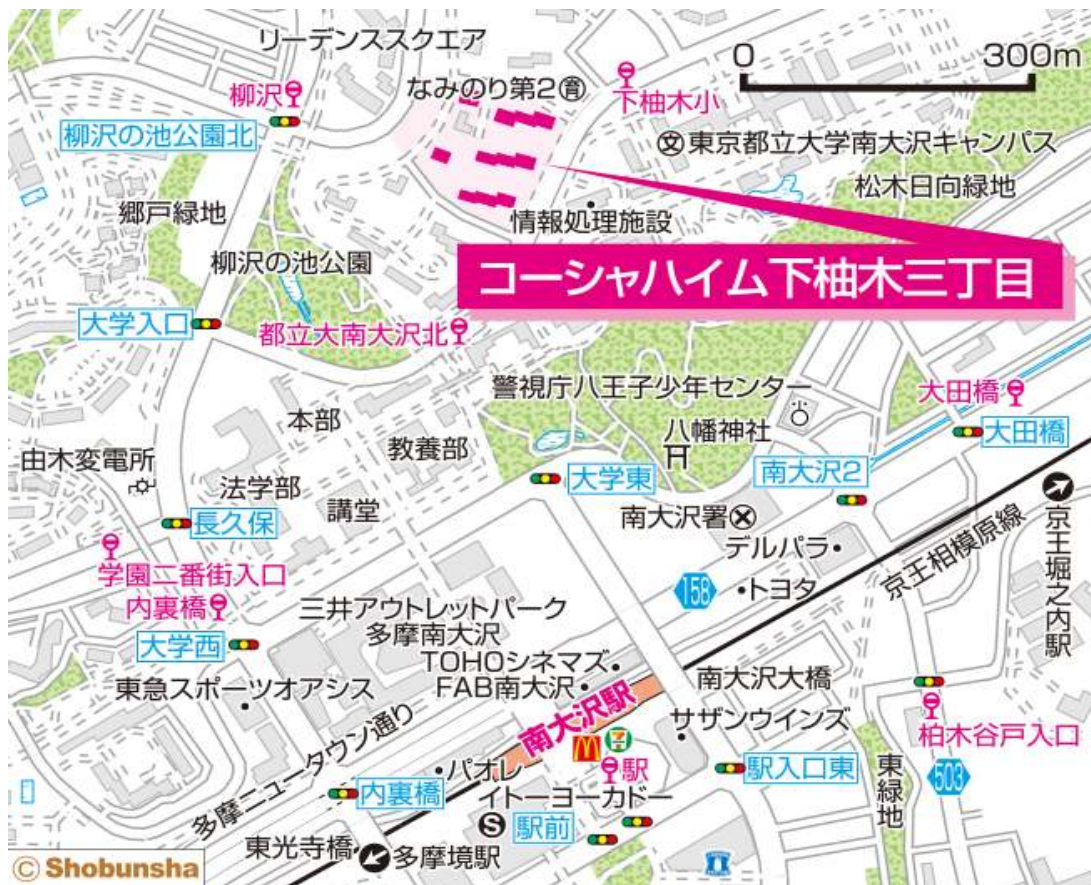 リーデンススクエア
なみのり第2㊎
柳沢
柳沢の池公園北
下柚木小
0 300m
文東京都立大学南大沢キャンパス
松木日向緑地
郷戸緑地
情報処理施設
柳沢の池公園
コーシャハイム下柚木三丁目
大学入口
都立大南大沢北
警視庁八王子少年センター
大田橋
大田橋
本部
教養部
八幡神社
由木変電所
法学部
講堂
大学東
南大沢2
長久保
南大沢署
デルパラ
京王相模原線
京王堀之内駅
学園二番街入口
内裏橋
158
トヨタ
三井アウトレットパーク
多摩南大沢
大学西
TOHOシネマズ
FAB南大沢
南大沢大橋
東急スポーツオアシス
南大沢駅
サザンウインズ
柏木谷戸入口
多摩ニュータウン通り
パオレ
駅
駅入口東
503
東緑地
内裏橋
イトーヨーカドー
S
駅前
東光寺橋
多摩境駅
© Shobunsha